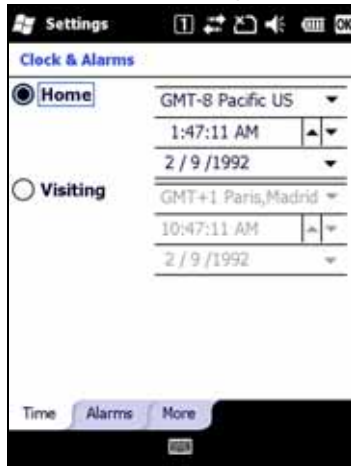 Settings 1 OK
Clock & Alarms
Home GMT-8 Pacific US
1:47:11 AM
2 / 9 /1992
Visiting GMT+1 Paris,Madrid
10:47:11 AM
2 / 9 /1992
Time Alarms More